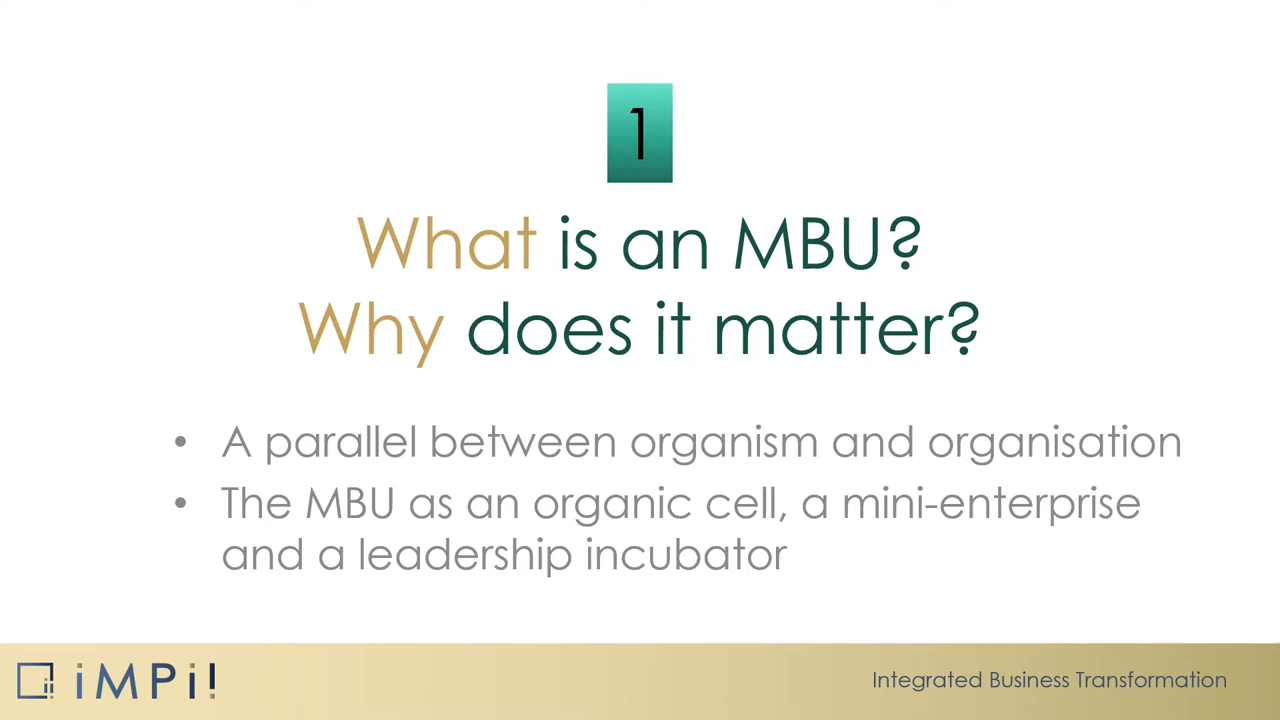 1
What is an MBU?
Why does it matter?
• A parallel between organism and organisation
• The MBU as an organic cell, a mini-enterprise
and a leadership incubator
iMPi!
Integrated Business Transformation